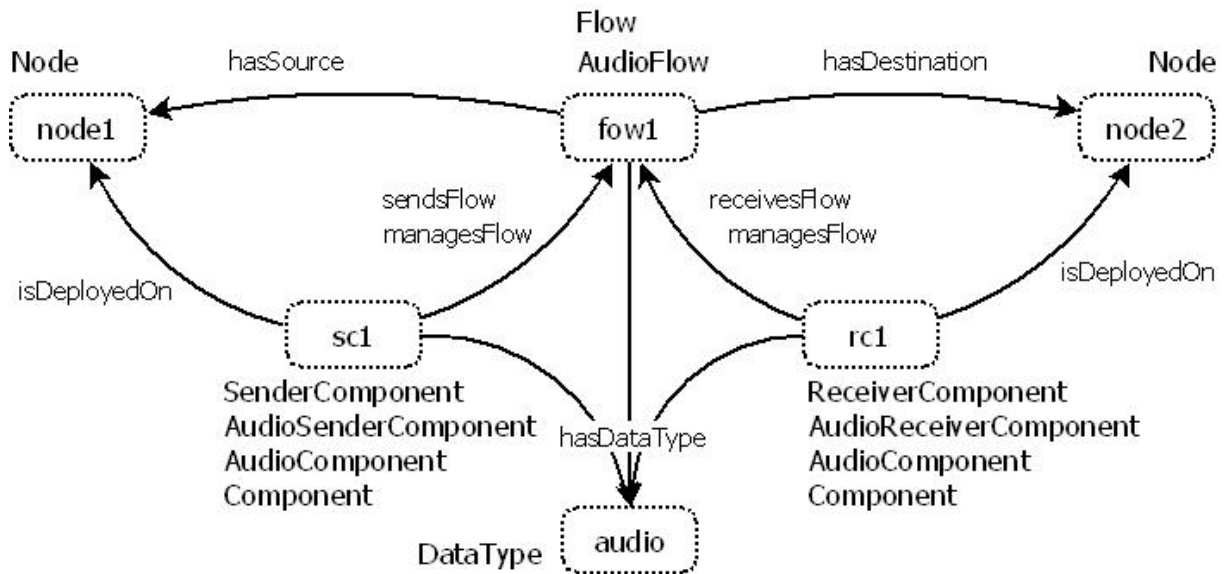 Flow
Node
hasSource
AudioFlow
hasDestination
Node
node1
fow1
node2
sendsFlow
managesFlow
receivesFlow
managesFlow
isDeployedOn
isDeployedOn
sc1
rc1
SenderComponent
AudioSenderComponent
AudioComponent
Component
hasDataType
ReceiverComponent
AudioReceiverComponent
AudioComponent
Component
DataType
audio